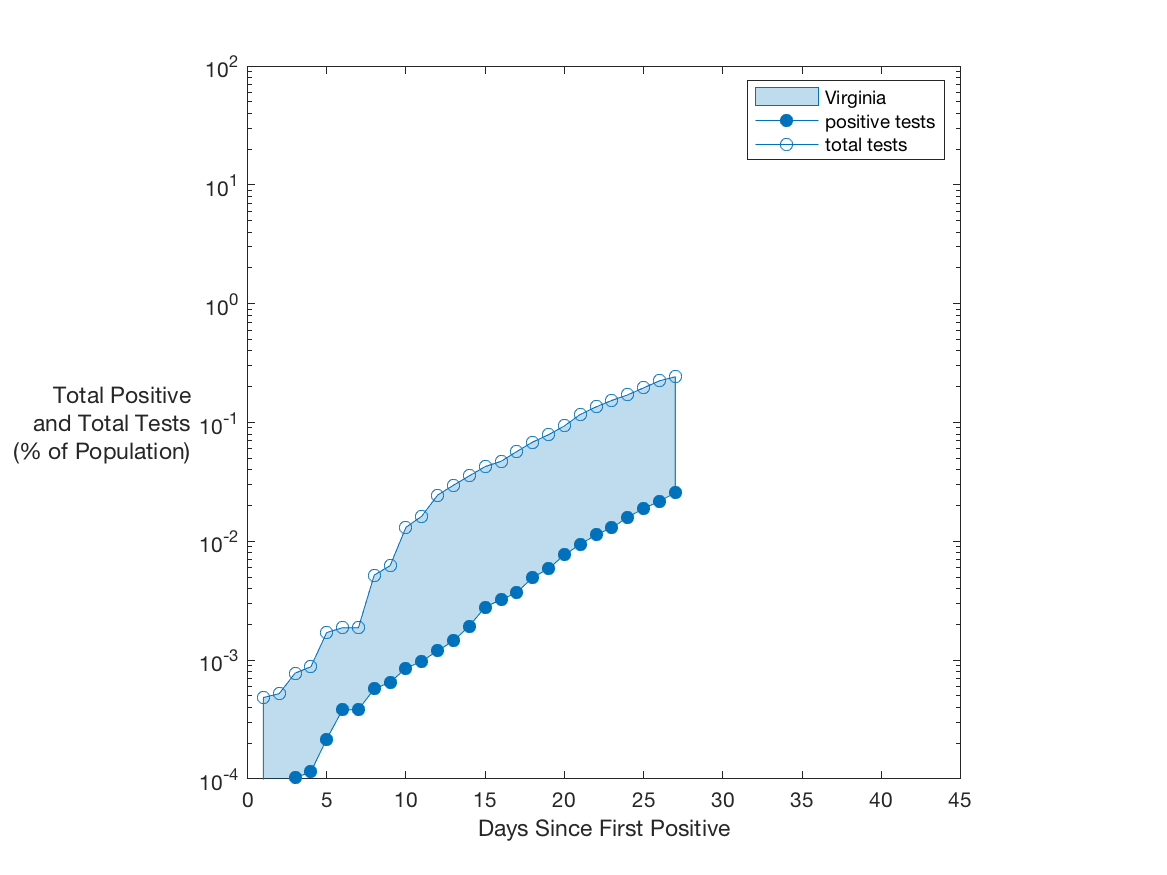 10^2
10^1
10^0
10^-1
10^-2
10^-3
10^-4
Total Positive
and Total Tests
(% of Population)
Virginia
positive tests
total tests
0 5 10 15 20 25 30 35 40 45
Days Since First Positive